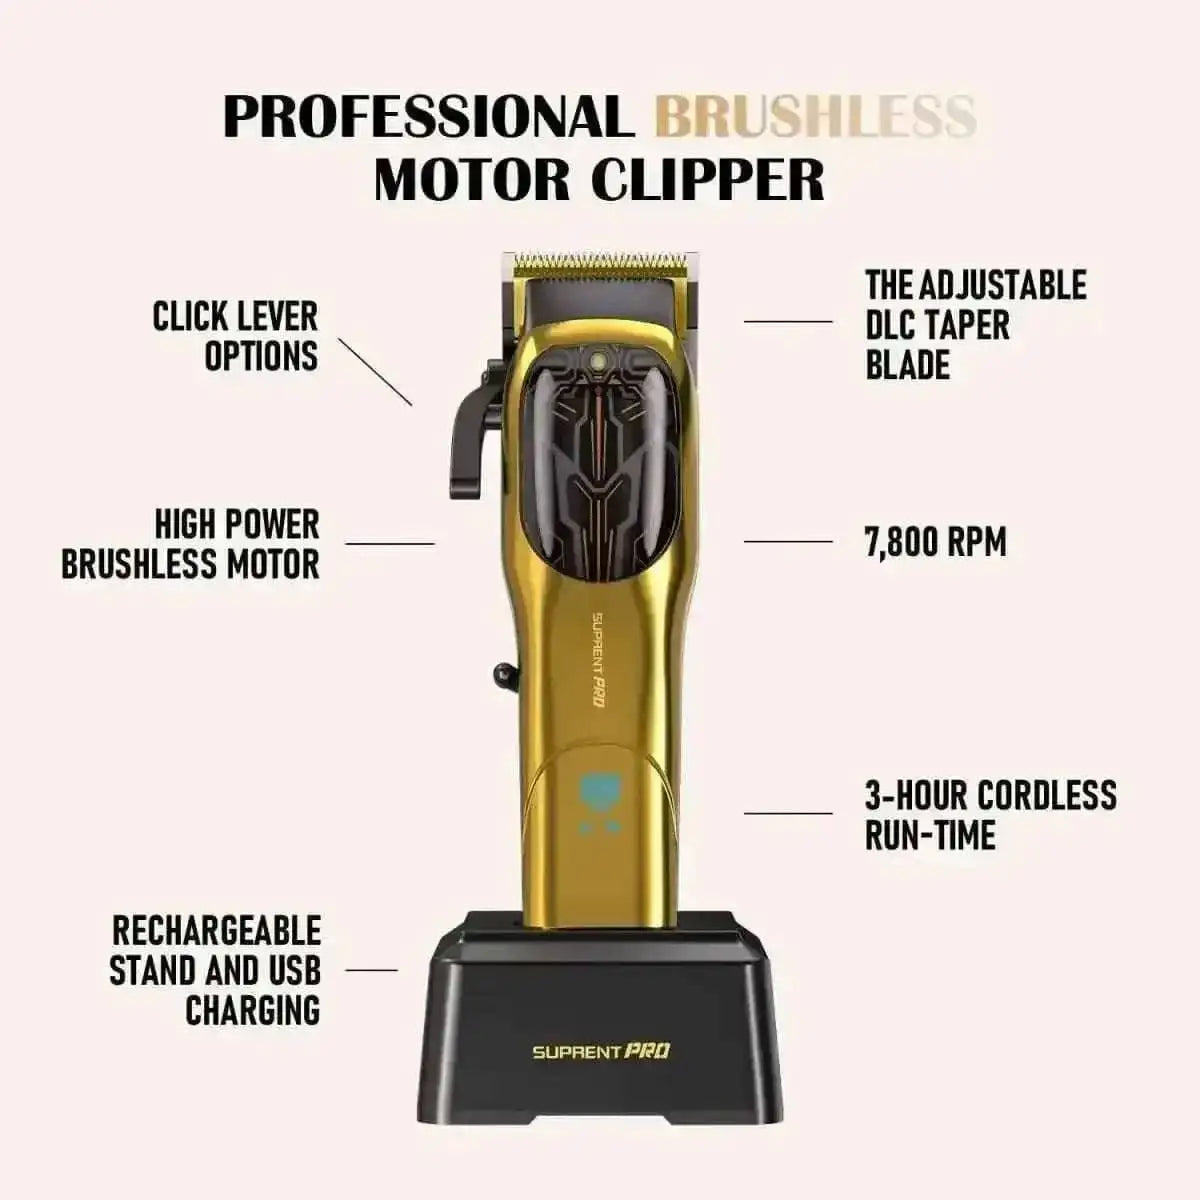 PROFESSIONAL BRUSHLESS
MOTOR CLIPPER
CLICK LEVER
OPTIONS
THE ADJUSTABLE
DLC TAPER
BLADE
HIGH POWER
BRUSHLESS MOTOR
7,800 RPM
SUPRENT PRO
3-HOUR CORDLESS
RUN-TIME
RECHARGEABLE
STAND AND USB
CHARGING
SUPRENT PRO